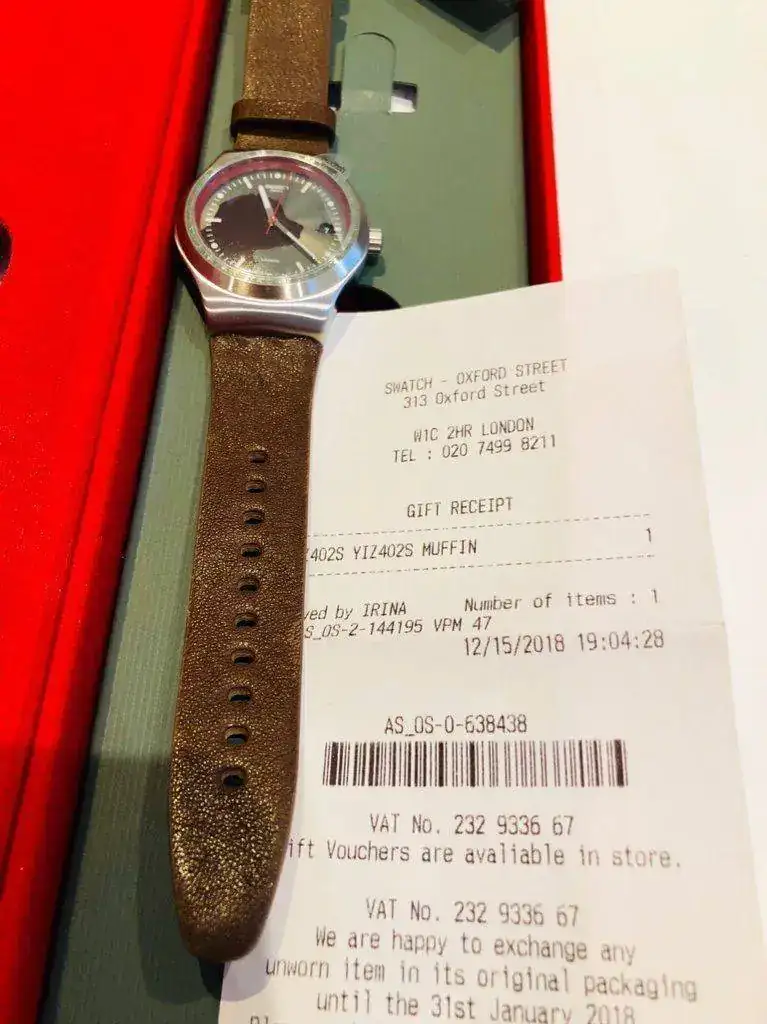 SWATCH - OXFORD STREET
313 Oxford Street
W1C 2HR LONDON
TEL : 020 7499 8211
GIFT RECEIPT
402S YIZ402S MUFFIN 1
ved by IRINA Number of items : 1
S_OS-2-144195 VPM 47
12/15/2018 19:04:28
AS_OS-0-638438
VAT No. 232 9336 67
ift Vouchers are avaliable in store.
VAT No. 232 9336 67
We are happy to exchange any
unworn item in its original packaging
until the 31st January 2018